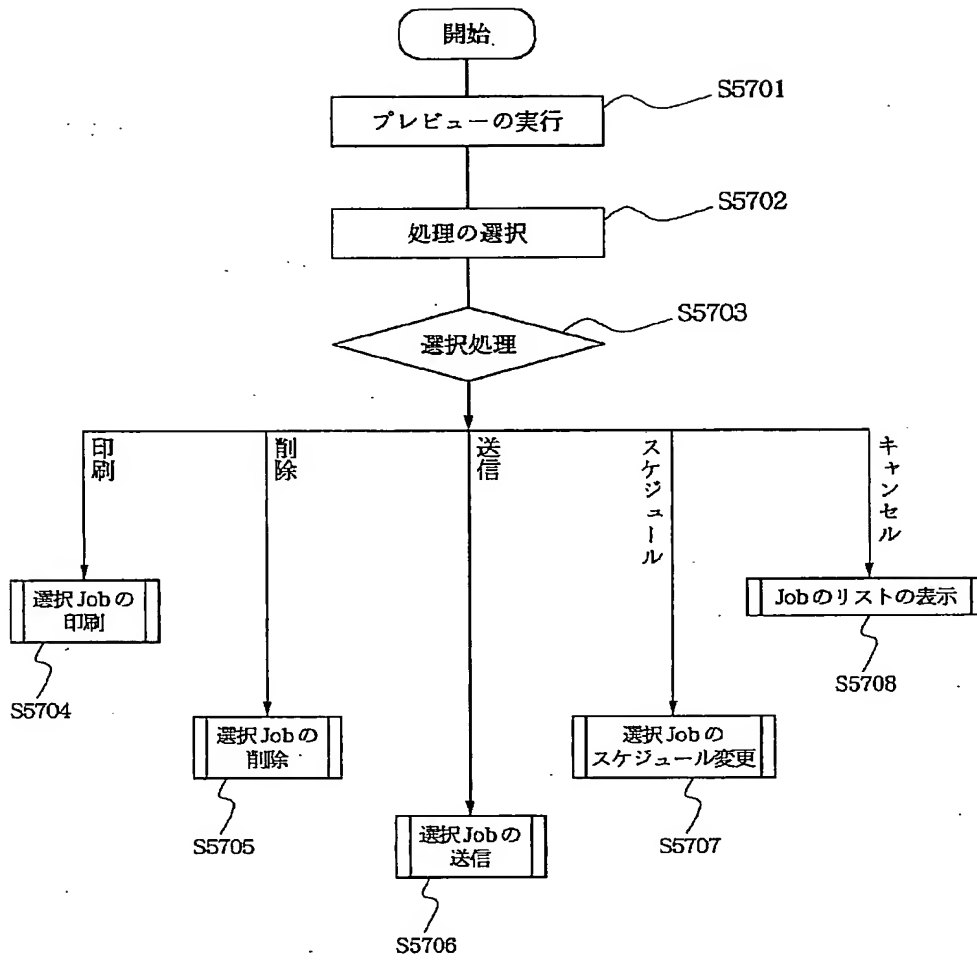 開始
S5701
プレビューの実行
S5702
処理の選択
S5703
選択処理
印刷
削除
送信
スケジュール
キャンセル
選択Jobの
印刷
S5704
選択Jobの
削除
S5705
選択Jobの
送信
S5706
選択Jobの
スケジュール変更
S5707
Jobのリストの表示
S5708